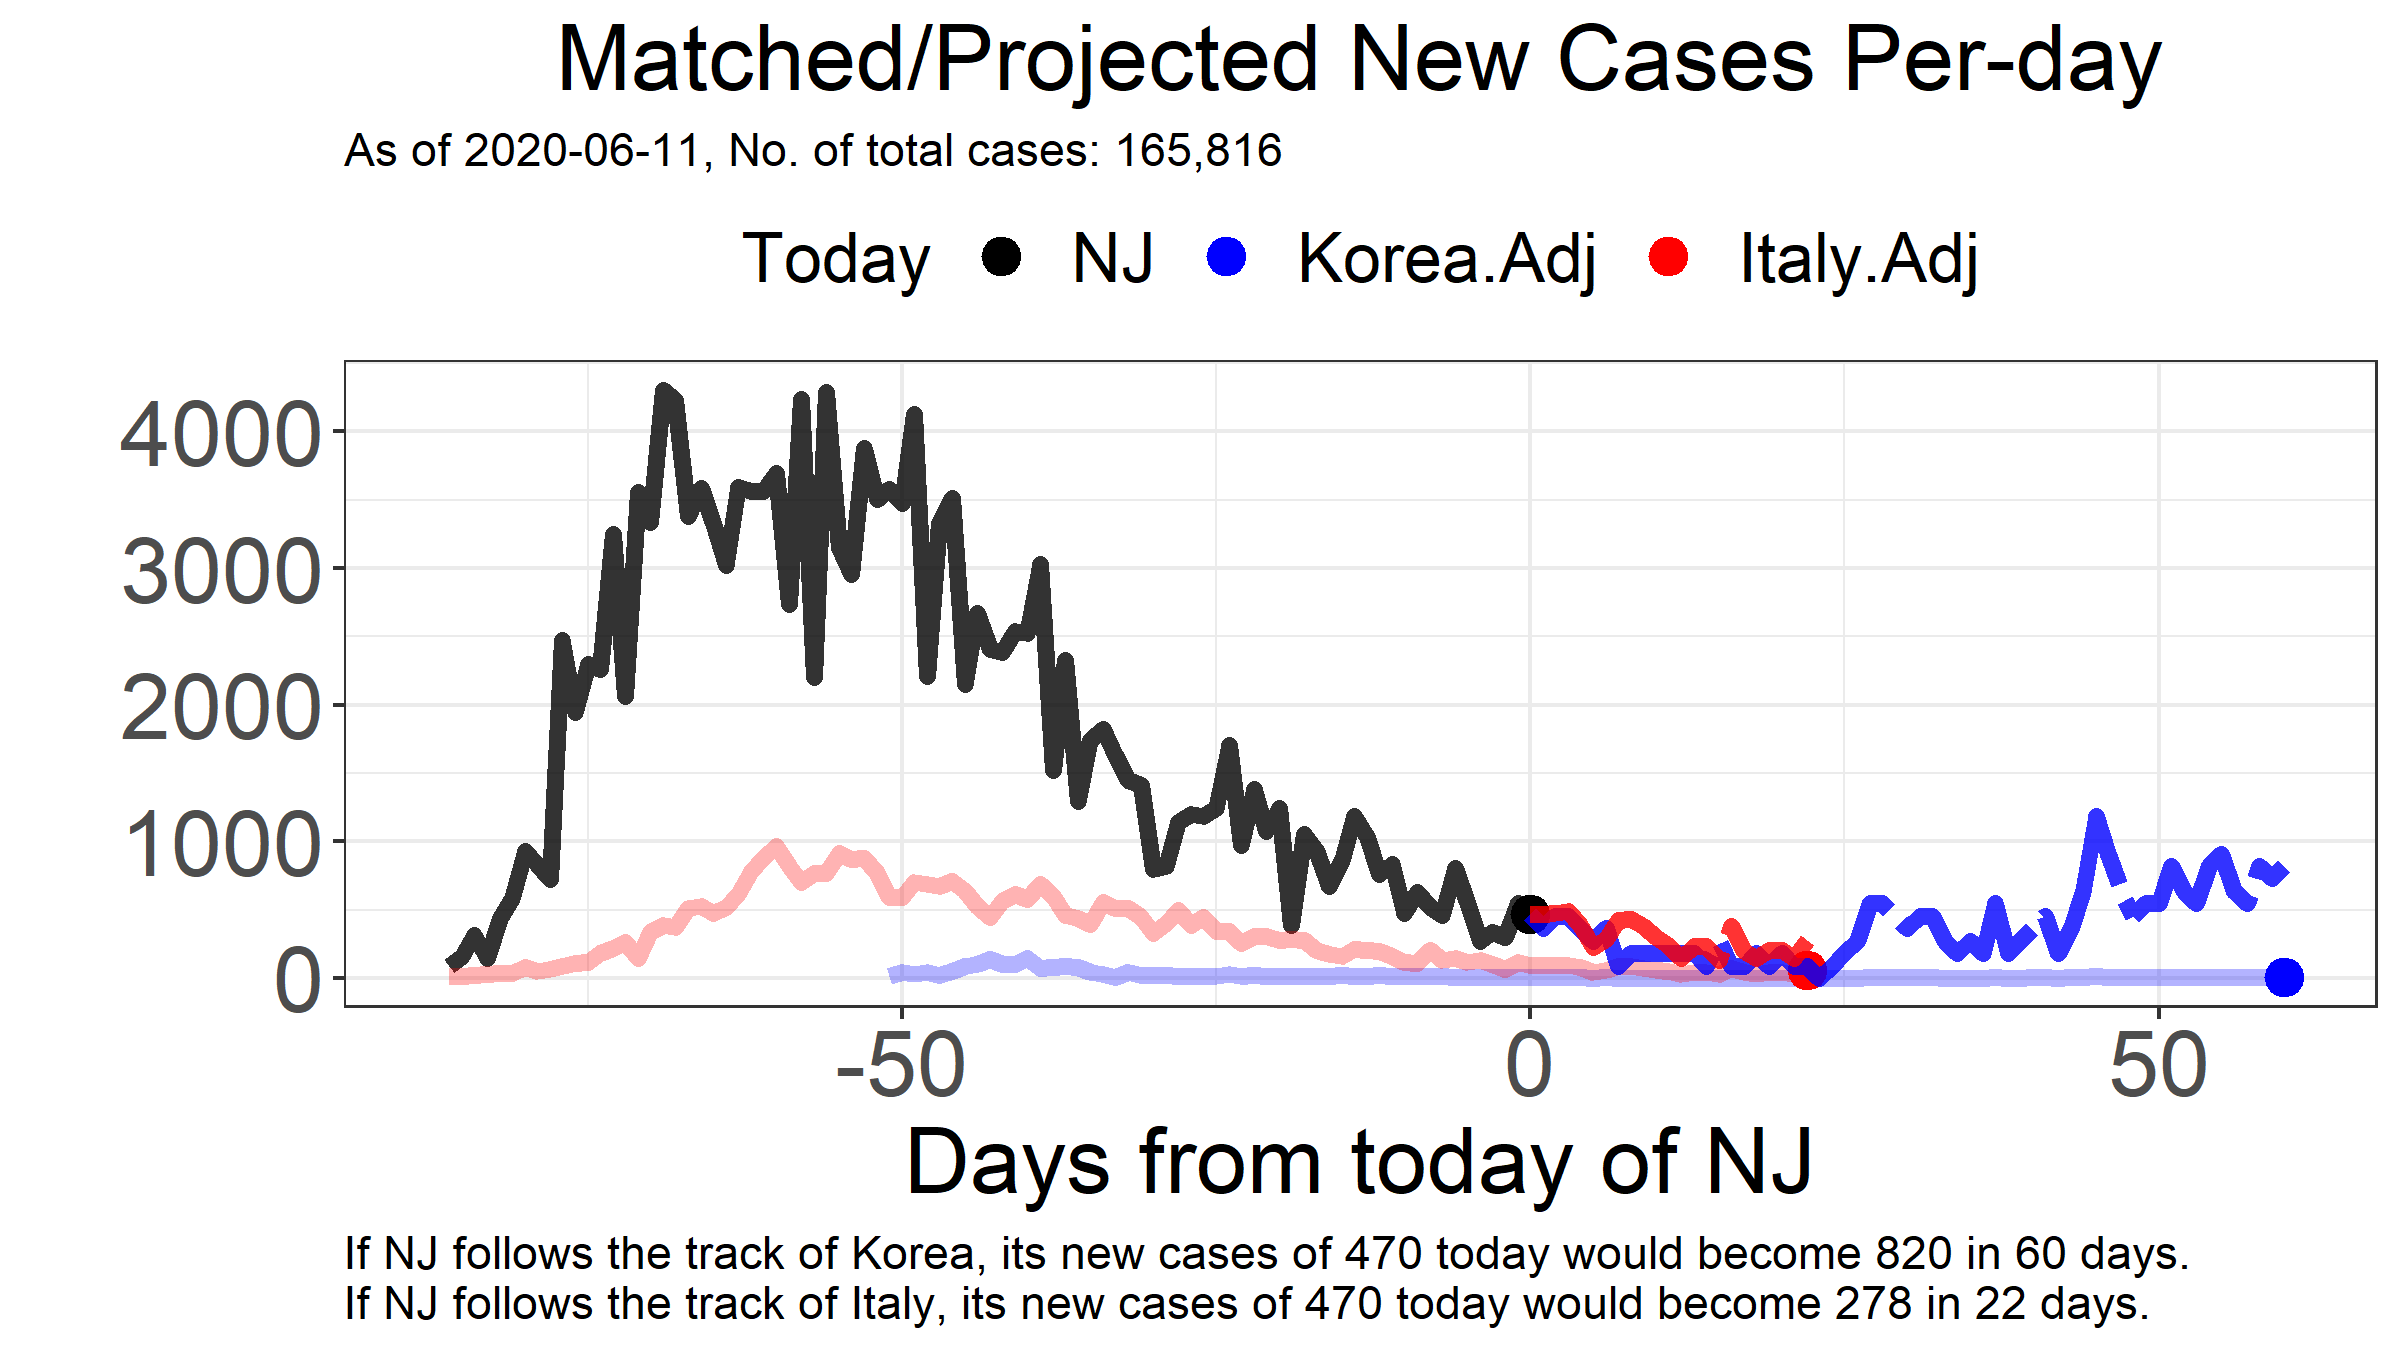 Matched/Projected New Cases Per-day
As of 2020-06-11, No. of total cases: 165,816
Today NJ Korea.Adj Italy.Adj
4000
3000
2000
1000
0
-50 0 50
Days from today of NJ
If NJ follows the track of Korea, its new cases of 470 today would become 820 in 60 days.
If NJ follows the track of Italy, its new cases of 470 today would become 278 in 22 days.